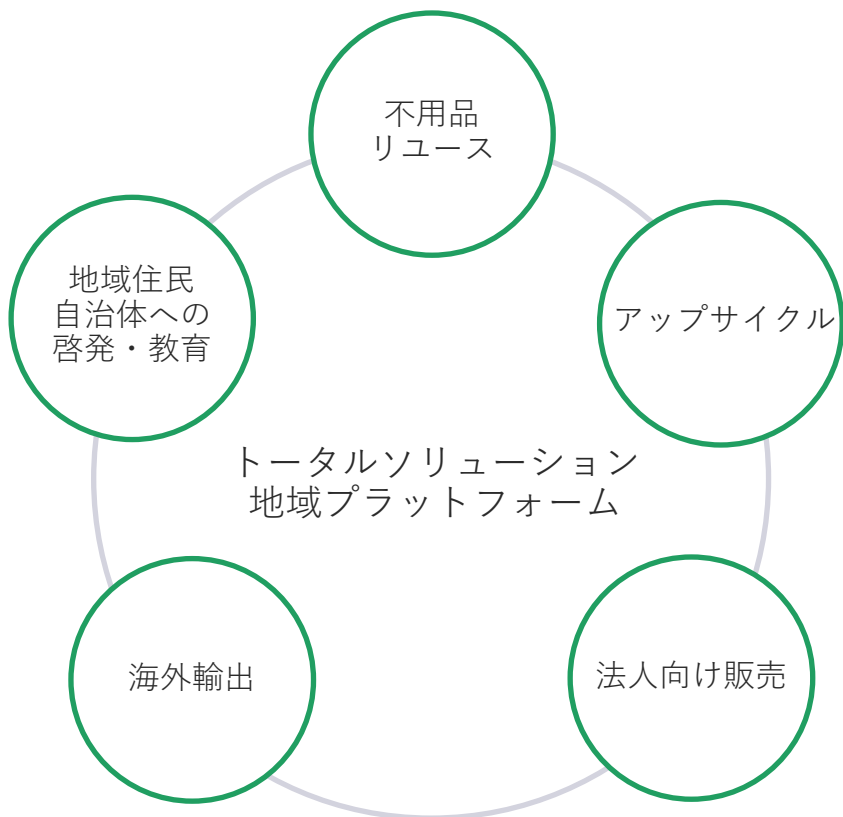 不用品
リユース
地域住民
自治体への
啓発・教育
アップサイクル
トータルソリューション
地域プラットフォーム
海外輸出
法人向け販売